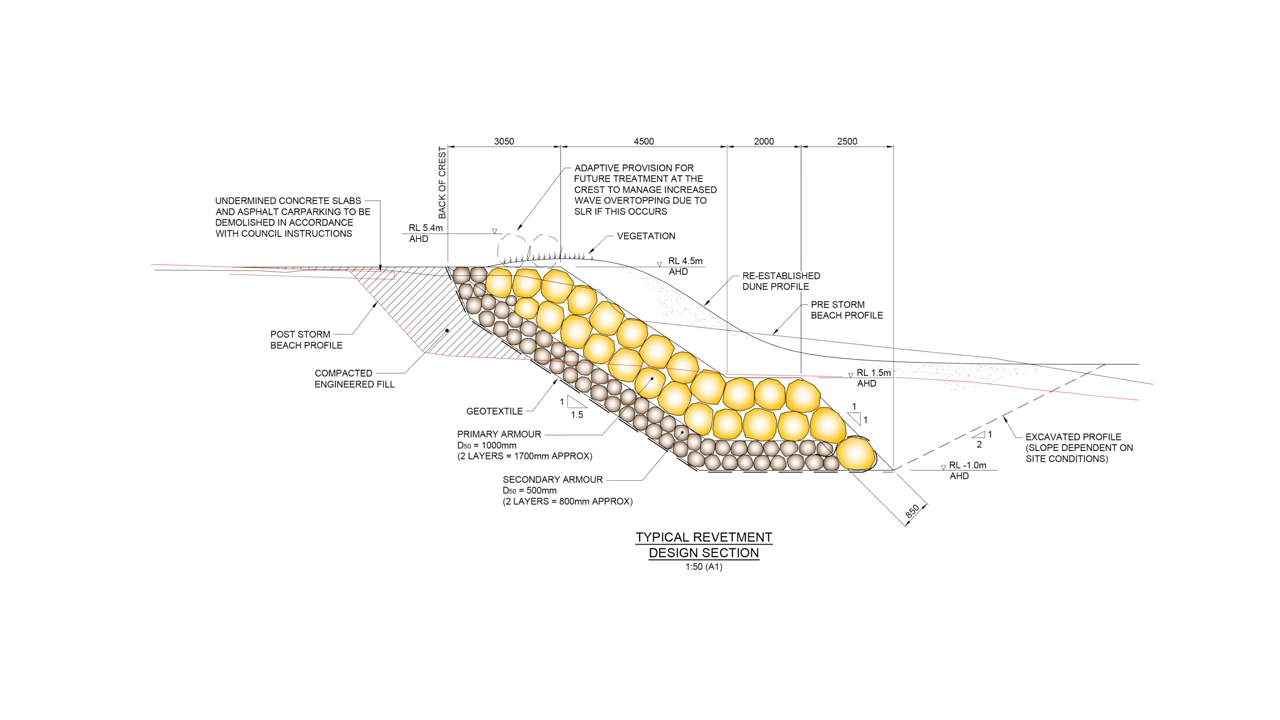 3050
4500
2000
2500
BACK OF CREST
ADAPTIVE PROVISION FOR
FUTURE TREATMENT AT THE
CREST TO MANAGE INCREASED
WAVE OVERTOPPING DUE TO
SLR IF THIS OCCURS
UNDERMINED CONCRETE SLABS
AND ASPHALT CARPARKING TO BE
DEMOLISHED IN ACCORDANCE
WITH COUNCIL INSTRUCTIONS
RL 5.4m
AHD
VEGETATION
RL 4.5m
AHD
RE-ESTABLISHED
DUNE PROFILE
PRE STORM
BEACH PROFILE
POST STORM
BEACH PROFILE
COMPACTED
ENGINEERED FILL
RL 1.5m
AHD
GEOTEXTILE
1
1.5
1
1
PRIMARY ARMOUR
D50 = 1000mm
(2 LAYERS = 1700mm APPROX)
1
2
EXCAVATED PROFILE
(SLOPE DEPENDENT ON
SITE CONDITIONS)
RL -1.0m
AHD
SECONDARY ARMOUR
D50 = 500mm
(2 LAYERS = 800mm APPROX)
850
TYPICAL REVETMENT
DESIGN SECTION
1:50 (A1)